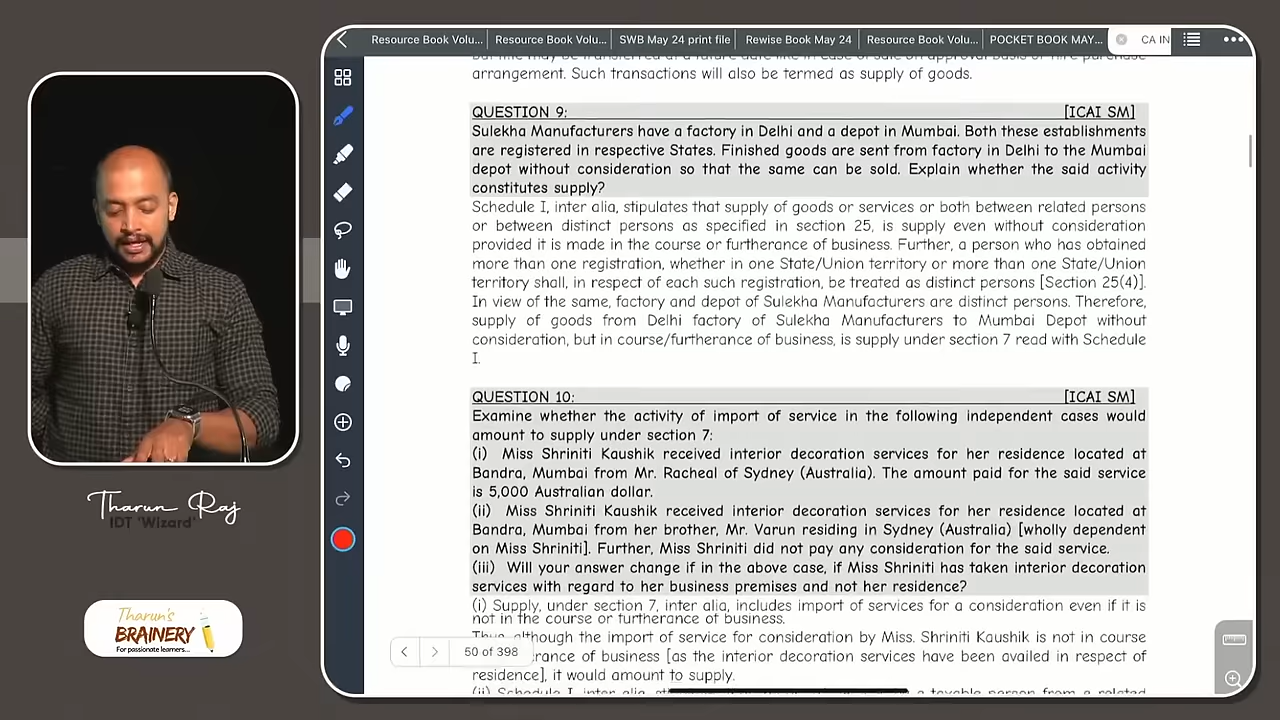 Resource Book Volu...
Resource Book Volu...
SWB May 24 print file
Rewise Book May 24
Resource Book Volu...
POCKET BOOK MAY...
CA IN
arrangement. Such transactions will also be termed as supply of goods.
QUESTION 9: [ICAI SM]
Sulekha Manufacturers have a factory in Delhi and a depot in Mumbai. Both these establishments
are registered in respective States. Finished goods are sent from factory in Delhi to the Mumbai
depot without consideration so that the same can be sold. Explain whether the said activity
constitutes supply?
Schedule I, inter alia, stipulates that supply of goods or services or both between related persons
or between distinct persons as specified in section 25, is supply even without consideration
provided it is made in the course or furtherance of business. Further, a person who has obtained
more than one registration, whether in one State/Union territory or more than one State/Union
territory shall, in respect of each such registration, be treated as distinct persons [Section 25(4)].
In view of the same, factory and depot of Sulekha Manufacturers are distinct persons. Therefore,
supply of goods from Delhi factory of Sulekha Manufacturers to Mumbai Depot without
consideration, but in course/furtherance of business, is supply under section 7 read with Schedule
I.
QUESTION 10: [ICAI SM]
Examine whether the activity of import of service in the following independent cases would
amount to supply under section 7:
(i) Miss Shriniti Kaushik received interior decoration services for her residence located at
Bandra, Mumbai from Mr. Racheal of Sydney (Australia). The amount paid for the said service
is 5,000 Australian dollar.
(ii) Miss Shriniti Kaushik received interior decoration services for her residence located at
Bandra, Mumbai from her brother, Mr. Varun residing in Sydney (Australia) [wholly dependent
on Miss Shriniti]. Further, Miss Shriniti did not pay any consideration for the said service.
(iii) Will your answer change if in the above case, if Miss Shriniti has taken interior decoration
services with regard to her business premises and not her residence?
(i) Supply, under section 7, inter alia, includes import of services for a consideration even if it is
not in the course or furtherance of business.
Thus, although the import of service for consideration by Miss. Shriniti Kaushik is not in course
rance of business [as the interior decoration services have been availed in respect of
residence], it would amount to supply.
50 of 398
Tharun Raj
IDT 'Wizard'
Tharun's
BRAINERY
For passionate learners...